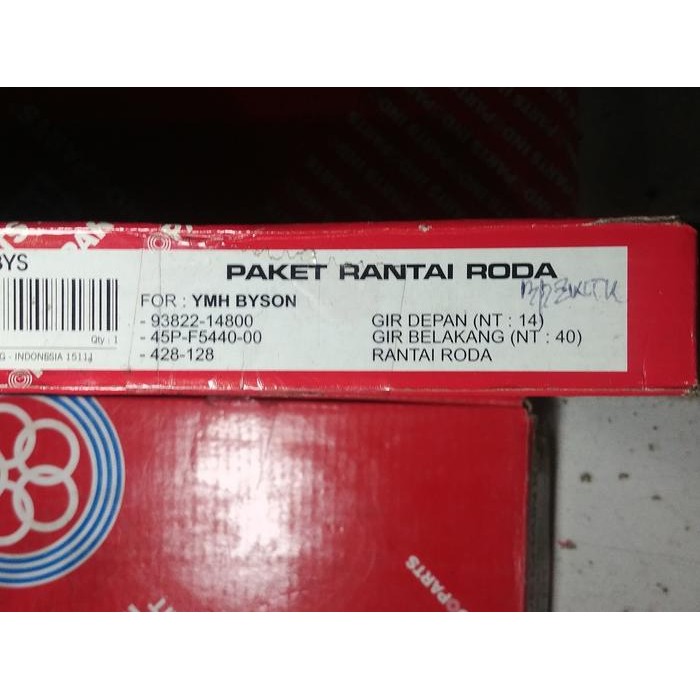 BYS
PAKET RANTAI RODA
FOR : YMH BYSON
- 93822-14800 GIR DEPAN (NT : 14)
- 45P-F5440-00 GIR BELAKANG (NT : 40)
- 428-128 RANTAI RODA
Qty : 1
G - INDONESIA 15111